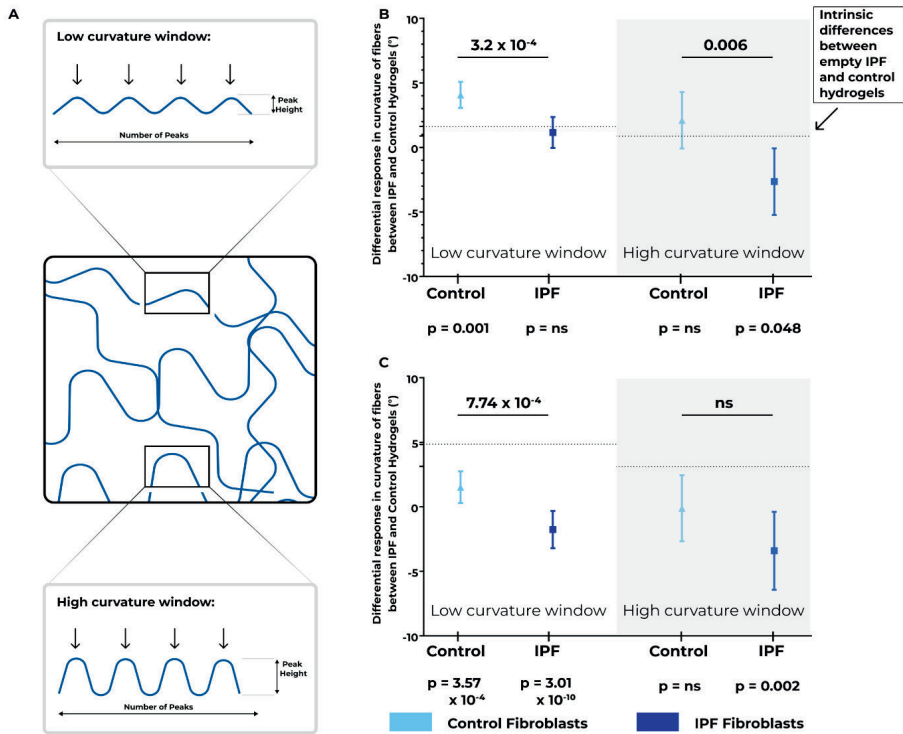 A
Low curvature window:
Peak
Height
Number of Peaks
High curvature window:
Peak
Height
Number of Peaks
B
Differential response in curvature of fibers
between IPF and Control Hydrogels (°)
10
5
0
-5
-10
3.2 x 10⁻⁴
0.006
Intrinsic
differences
between
empty IPF
and control
hydrogels
Low curvature window
High curvature window
Control
IPF
Control
IPF
p = 0.001
p = ns
p = ns
p = 0.048
C
Differential response in curvature of fibers
between IPF and Control Hydrogels (°)
10
5
0
-5
-10
7.74 x 10⁻⁴
ns
Low curvature window
High curvature window
Control
IPF
Control
IPF
p = 3.57
x 10⁻⁴
p = 3.01
x 10⁻¹⁰
p = ns
p = 0.002
Control Fibroblasts
IPF Fibroblasts